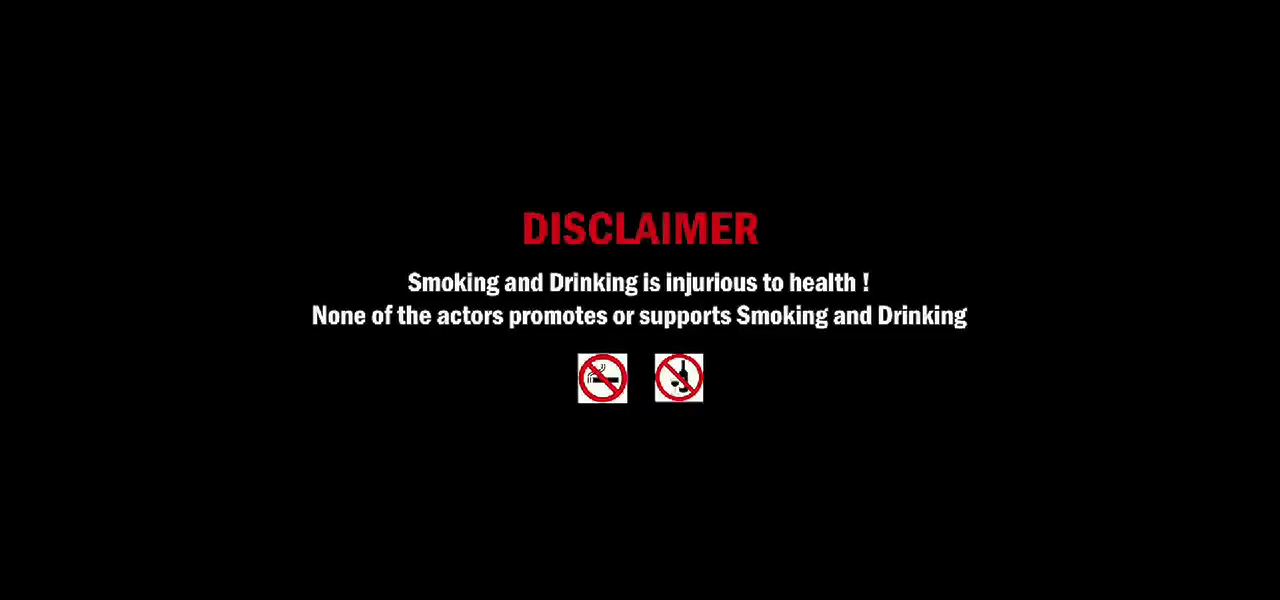 DISCLAIMER
Smoking and Drinking is injurious to health !
None of the actors promotes or supports Smoking and Drinking